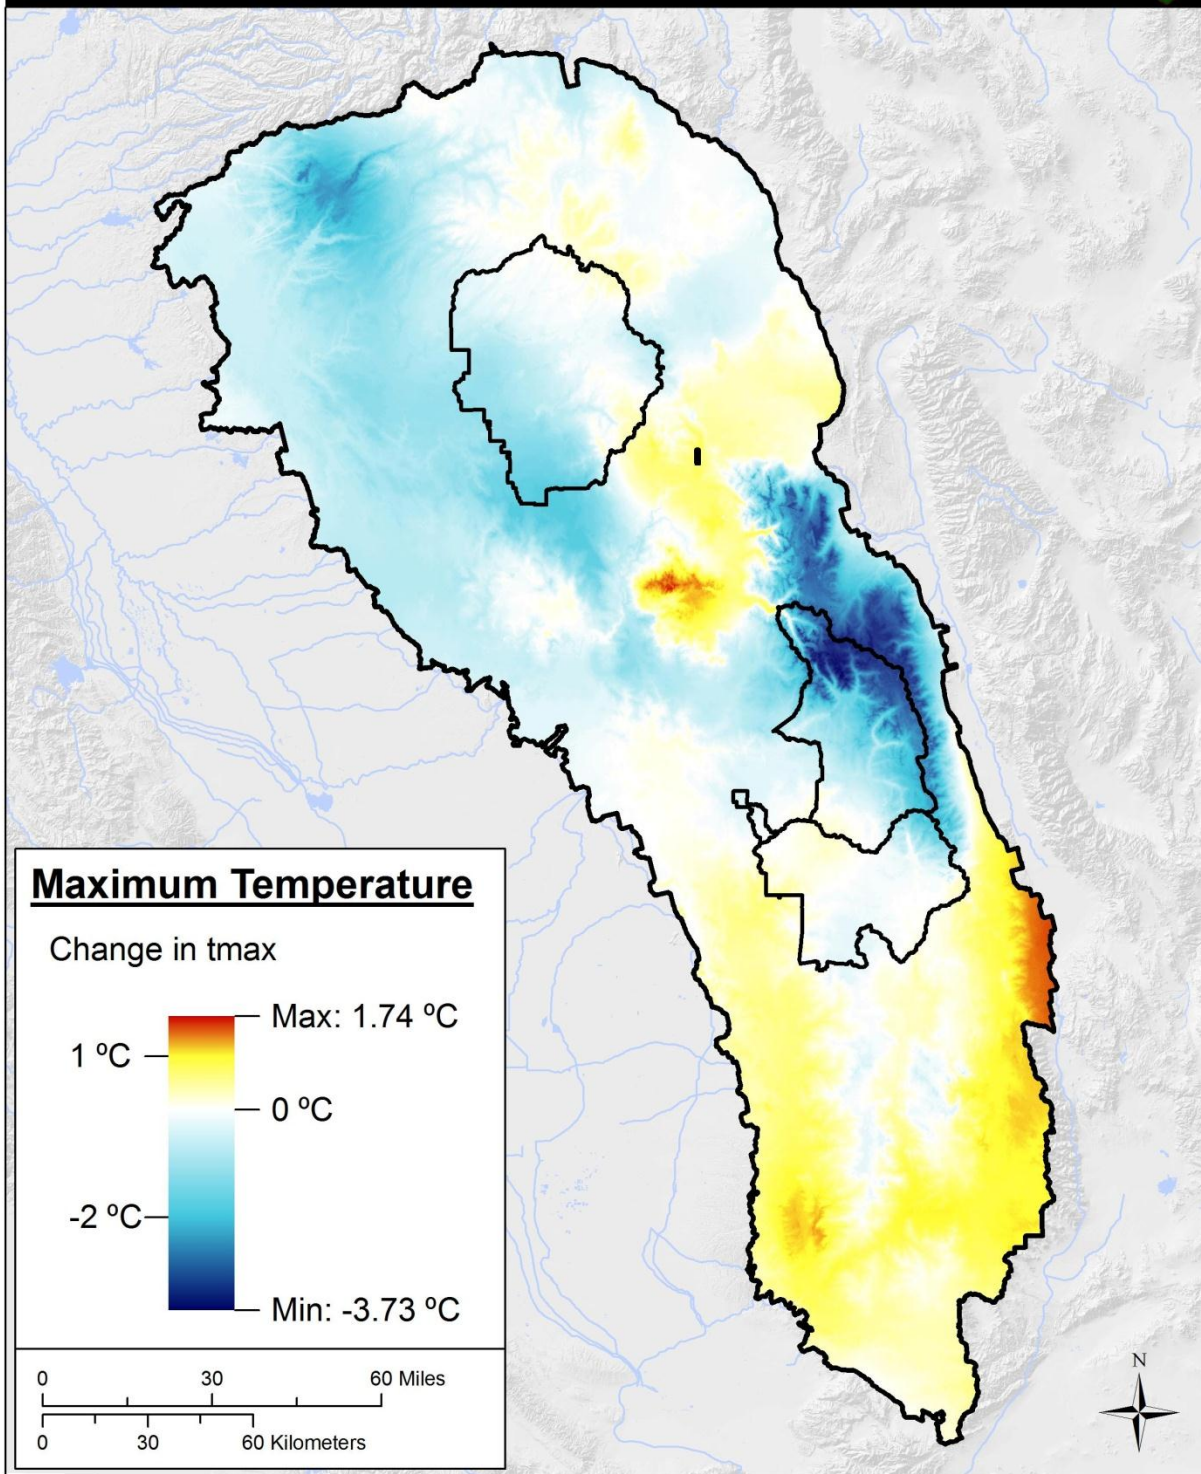 Maximum Temperature
Change in tmax
Max: 1.74 ºC
1 ºC
0 ºC
-2 ºC
Min: -3.73 ºC
0 30 60 Miles
0 30 60 Kilometers
N